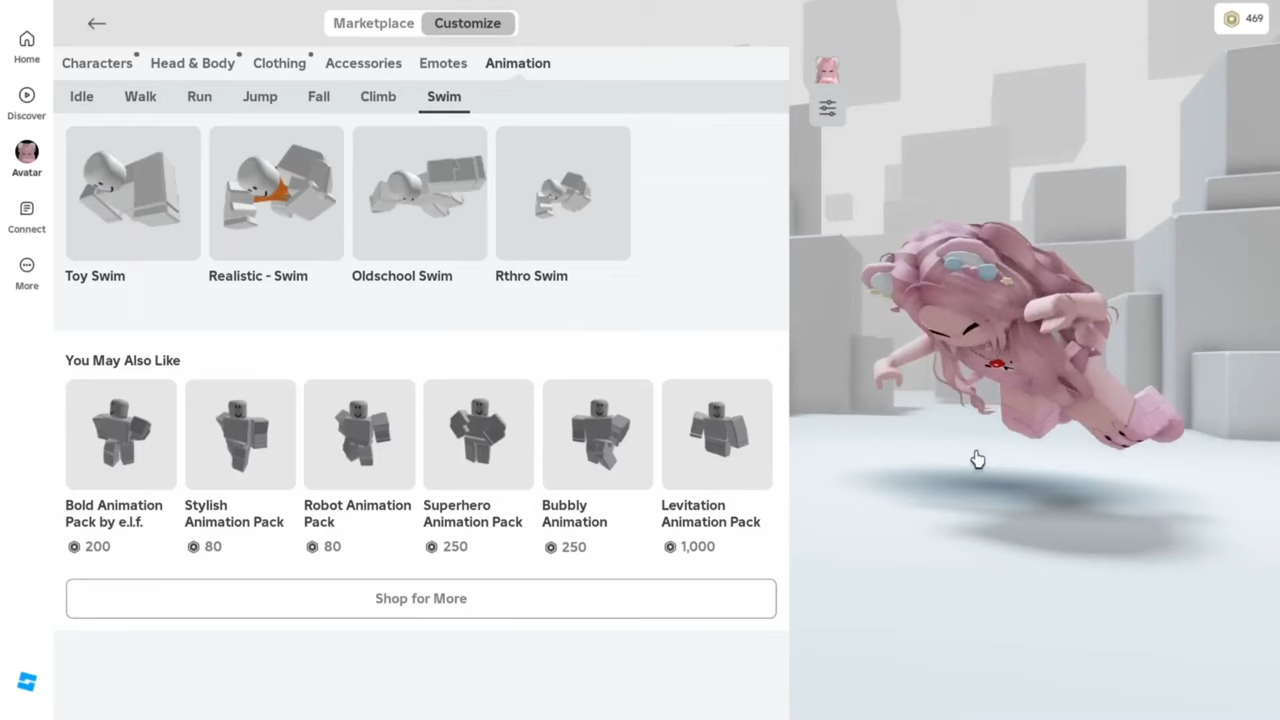 Marketplace
Customize
469
Home
Discover
Avatar
Connect
More
Characters
Head & Body
Clothing
Accessories
Emotes
Animation
Idle
Walk
Run
Jump
Fall
Climb
Swim
Toy Swim
Realistic - Swim
Oldschool Swim
Rthro Swim
You May Also Like
Bold Animation
Pack by e.l.f.
200
Stylish
Animation Pack
80
Robot Animation
Pack
80
Superhero
Animation Pack
250
Bubbly
Animation
250
Levitation
Animation Pack
1,000
Shop for More